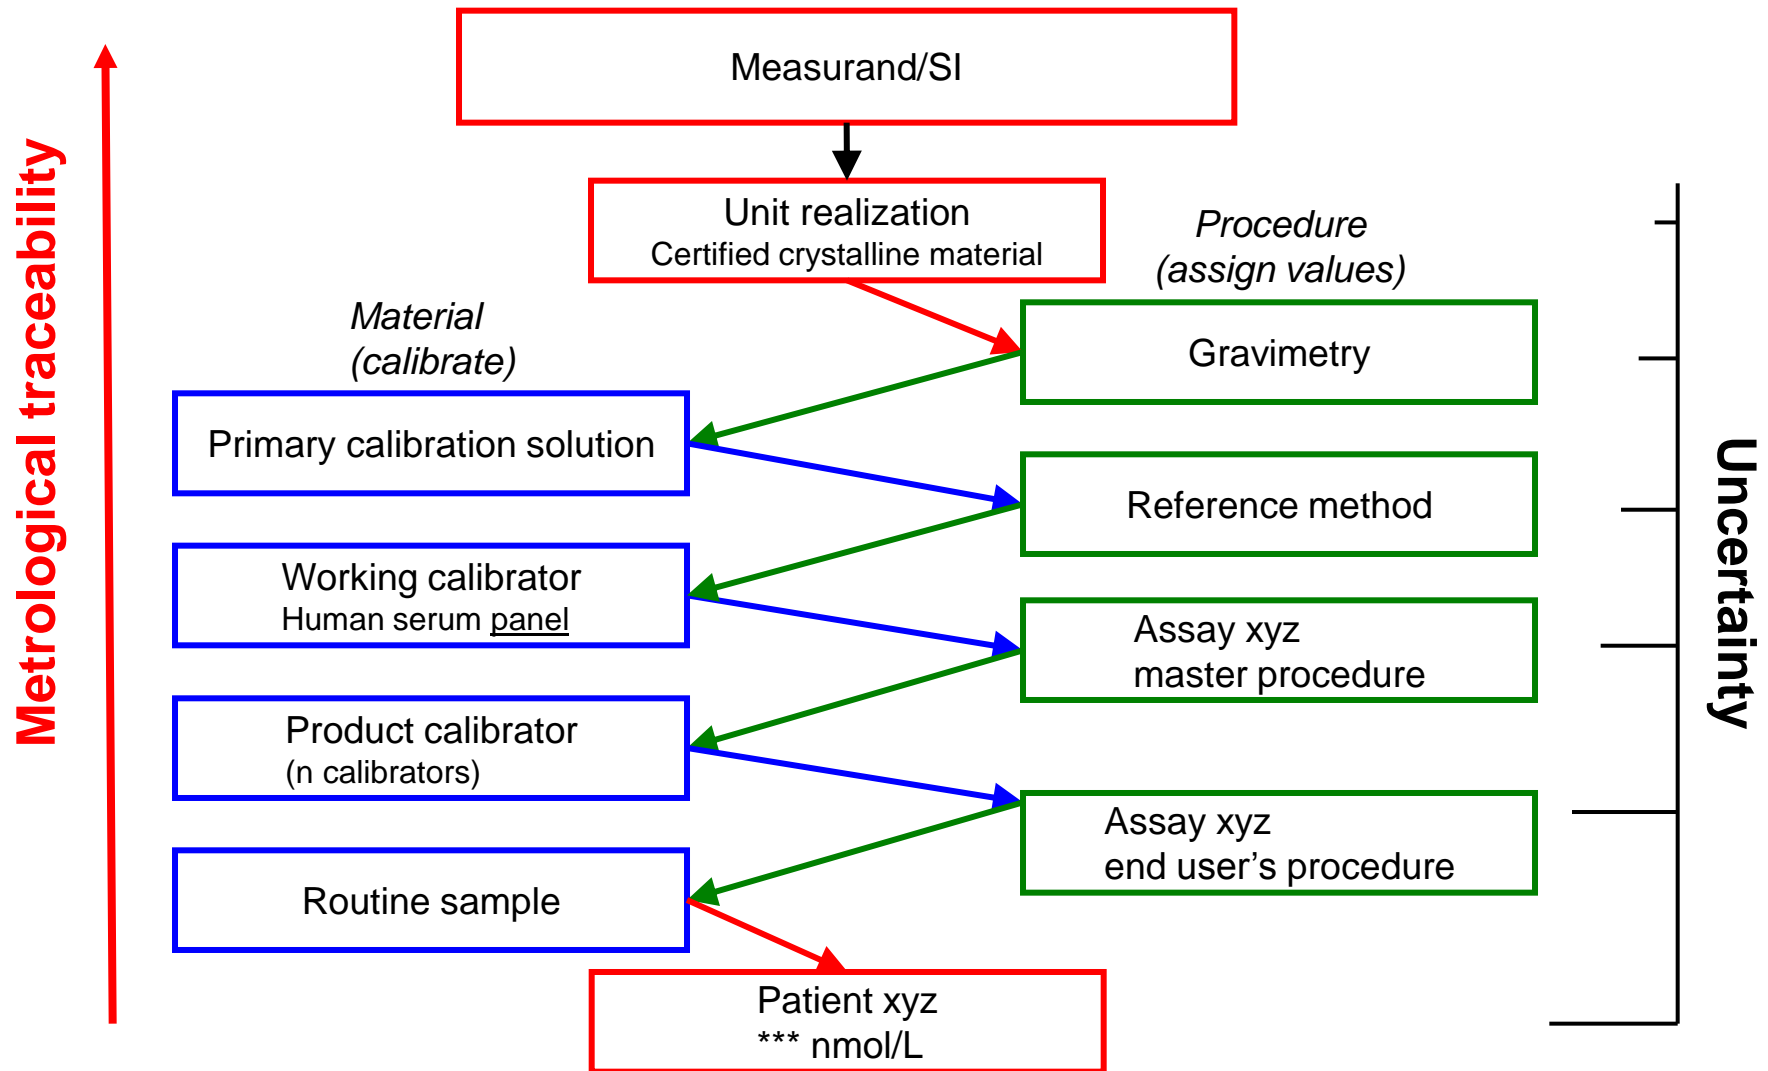 Measurand/SI
Unit realization
Certified crystalline material
Procedure
(assign values)
Material
(calibrate)
Gravimetry
Primary calibration solution
Reference method
Working calibrator
Human serum panel
Assay xyz
master procedure
Product calibrator
(n calibrators)
Assay xyz
end user’s procedure
Routine sample
Patient xyz
*** nmol/L
Metrological traceability
Uncertainty